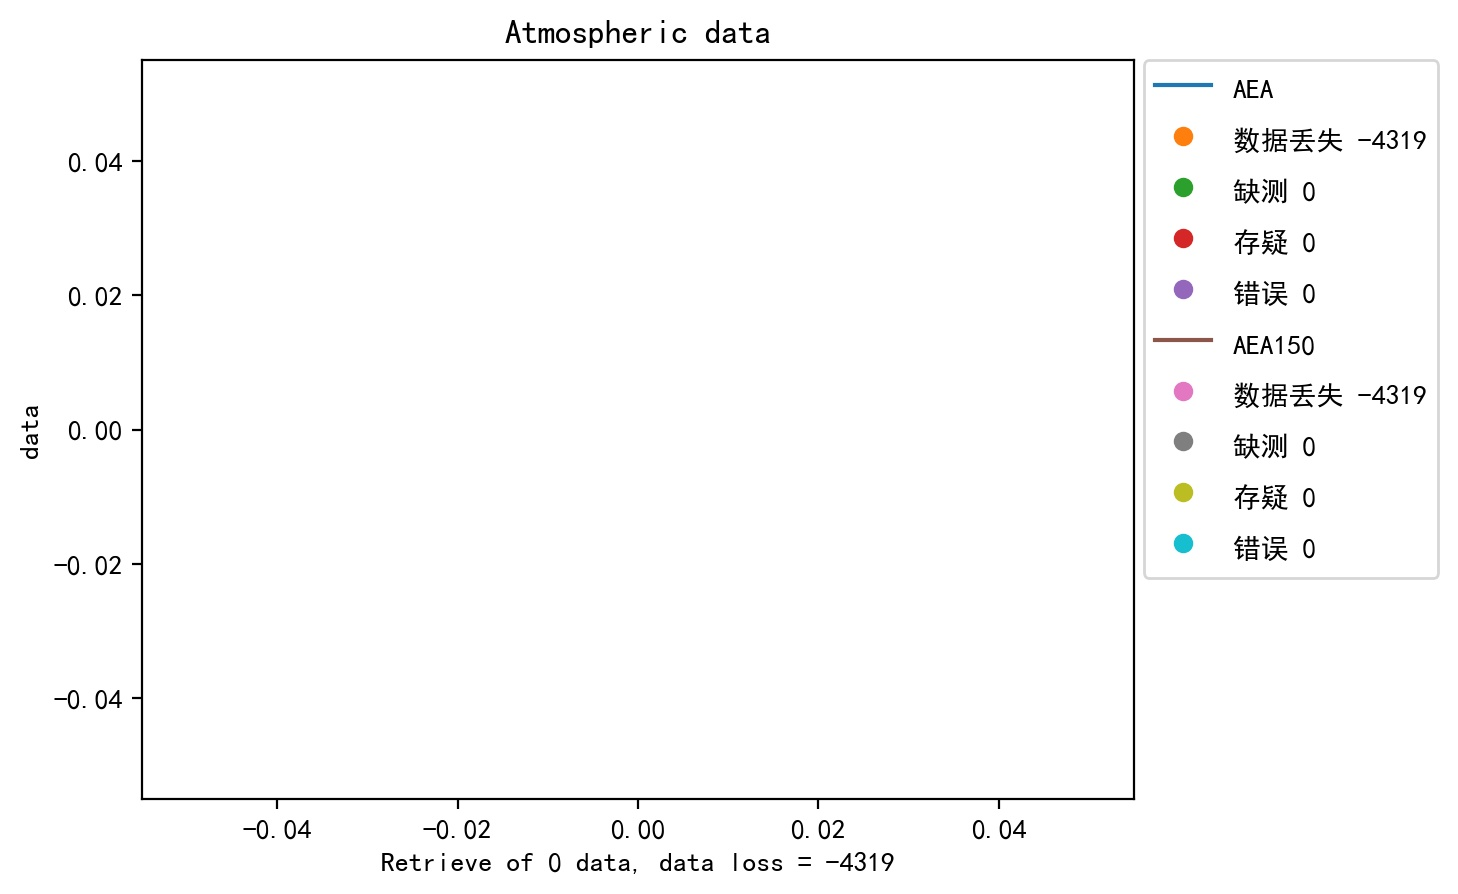 Atmospheric data
0.04
0.02
0.00
-0.02
-0.04
data
-0.04
-0.02
0.00
0.02
0.04
Retrieve of 0 data, data loss = -4319
AEA
数据丢失 -4319
缺测 0
存疑 0
错误 0
AEA150
数据丢失 -4319
缺测 0
存疑 0
错误 0